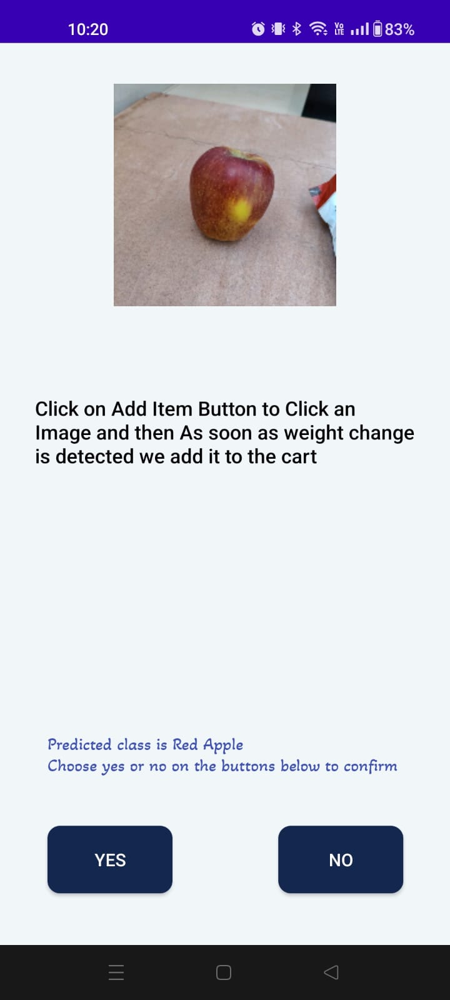 10:20
Vo
LTE
83%
Click on Add Item Button to Click an
Image and then As soon as weight change
is detected we add it to the cart
Predicted class is Red Apple
Choose yes or no on the buttons below to confirm
YES
NO